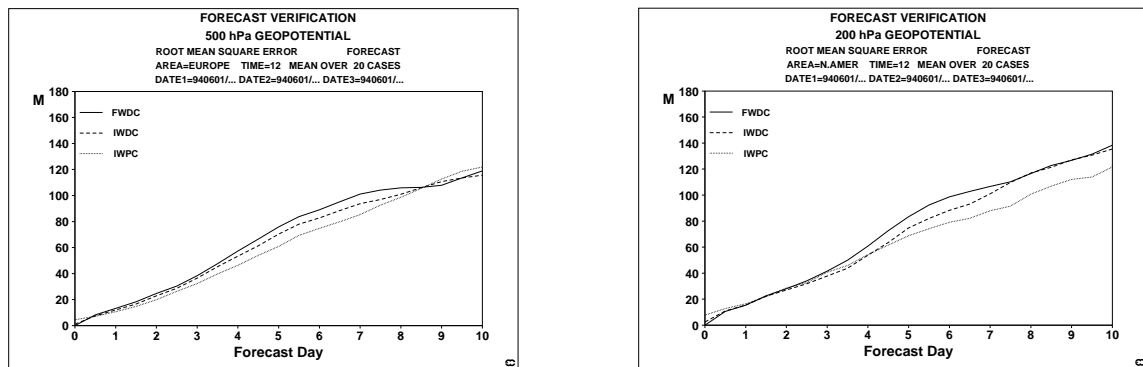 FORECAST VERIFICATION
500 hPa GEOPOTENTIAL
ROOT MEAN SQUARE ERROR FORECAST
AREA=EUROPE TIME=12 MEAN OVER 20 CASES
DATE1=940601/... DATE2=940601/... DATE3=940601/...
M
180
160
140
120
100
80
60
40
20
0
FWDC
IWDC
IWPC
0 1 2 3 4 5 6 7 8 9 10
Forecast Day
FORECAST VERIFICATION
200 hPa GEOPOTENTIAL
ROOT MEAN SQUARE ERROR FORECAST
AREA=N.AMER TIME=12 MEAN OVER 20 CASES
DATE1=940601/... DATE2=940601/... DATE3=940601/...
M
180
160
140
120
100
80
60
40
20
0
FWDC
IWDC
IWPC
0 1 2 3 4 5 6 7 8 9 10
Forecast Day